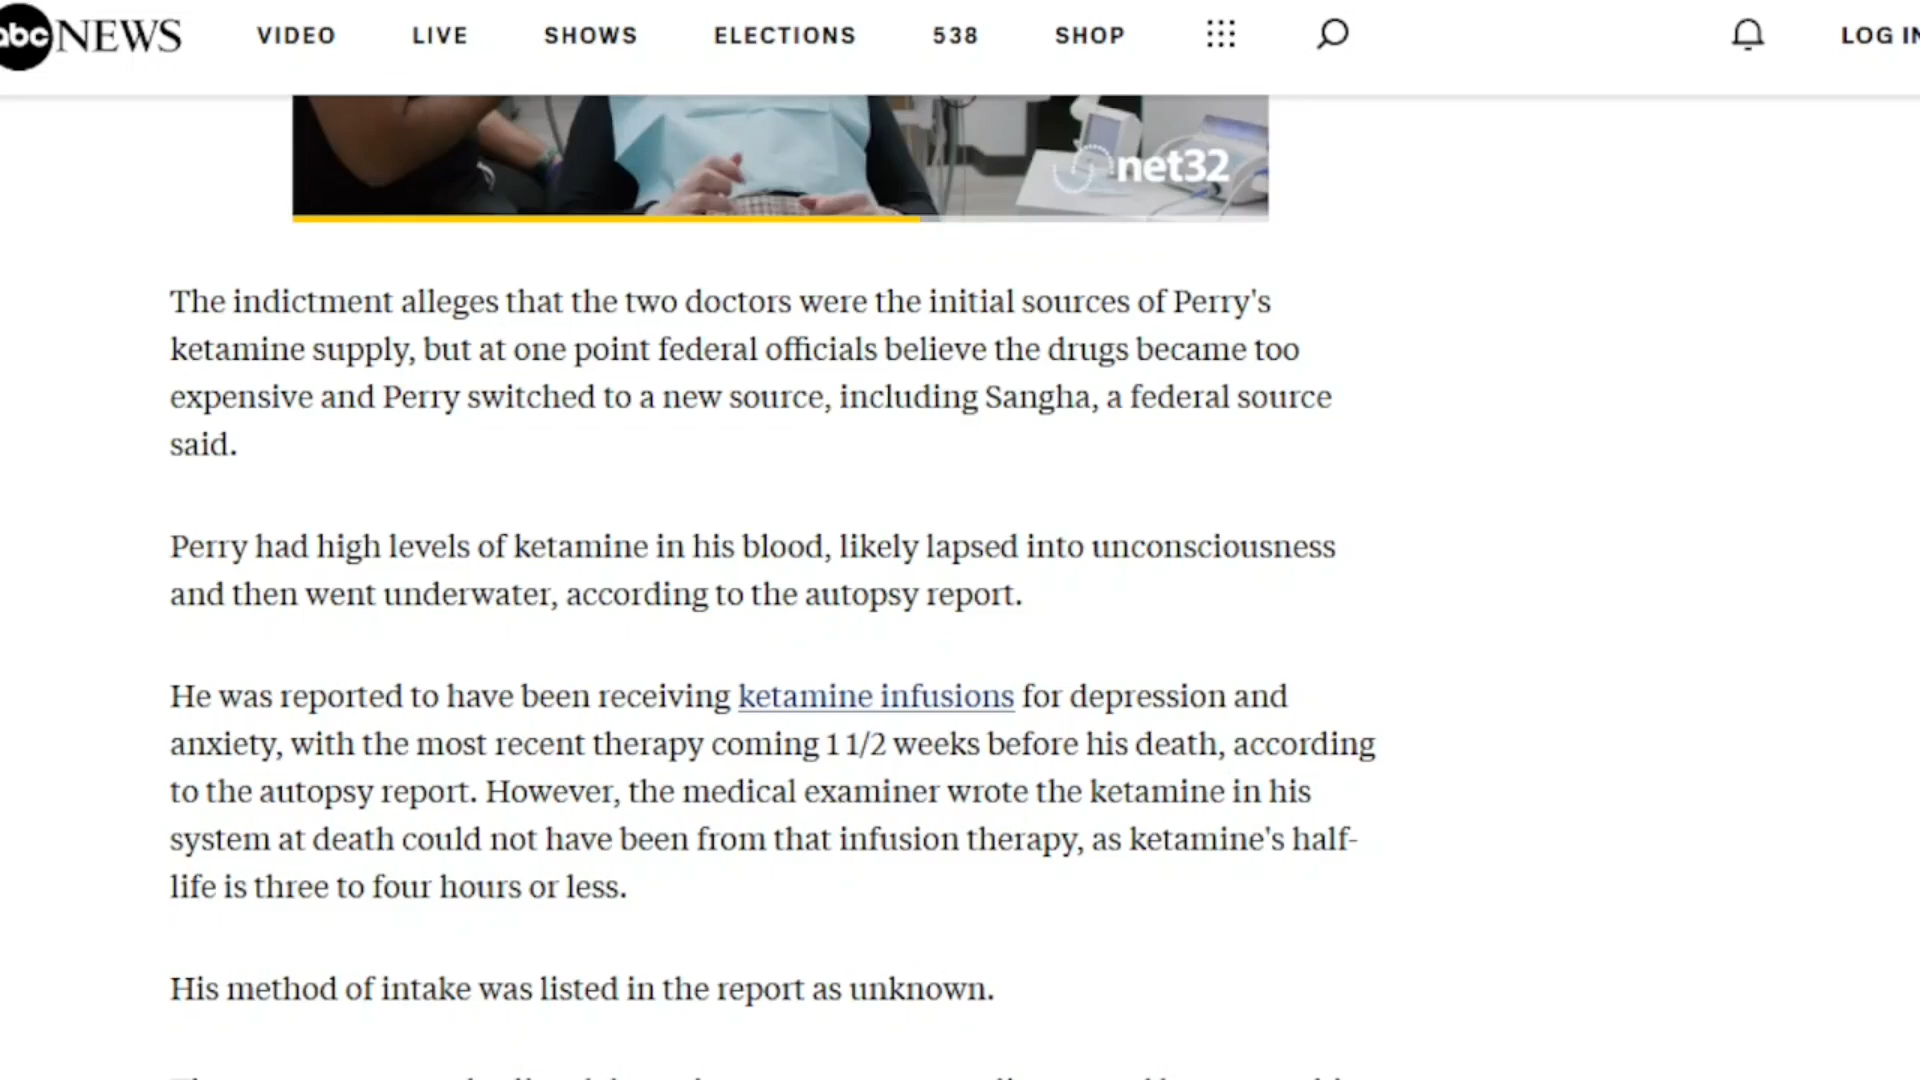 abc NEWS VIDEO LIVE SHOWS ELECTIONS 538 SHOP LOG IN
net32
The indictment alleges that the two doctors were the initial sources of Perry's
ketamine supply, but at one point federal officials believe the drugs became too
expensive and Perry switched to a new source, including Sangha, a federal source
said.
Perry had high levels of ketamine in his blood, likely lapsed into unconsciousness
and then went underwater, according to the autopsy report.
He was reported to have been receiving ketamine infusions for depression and
anxiety, with the most recent therapy coming 1 1/2 weeks before his death, according
to the autopsy report. However, the medical examiner wrote the ketamine in his
system at death could not have been from that infusion therapy, as ketamine's half-
life is three to four hours or less.
His method of intake was listed in the report as unknown.